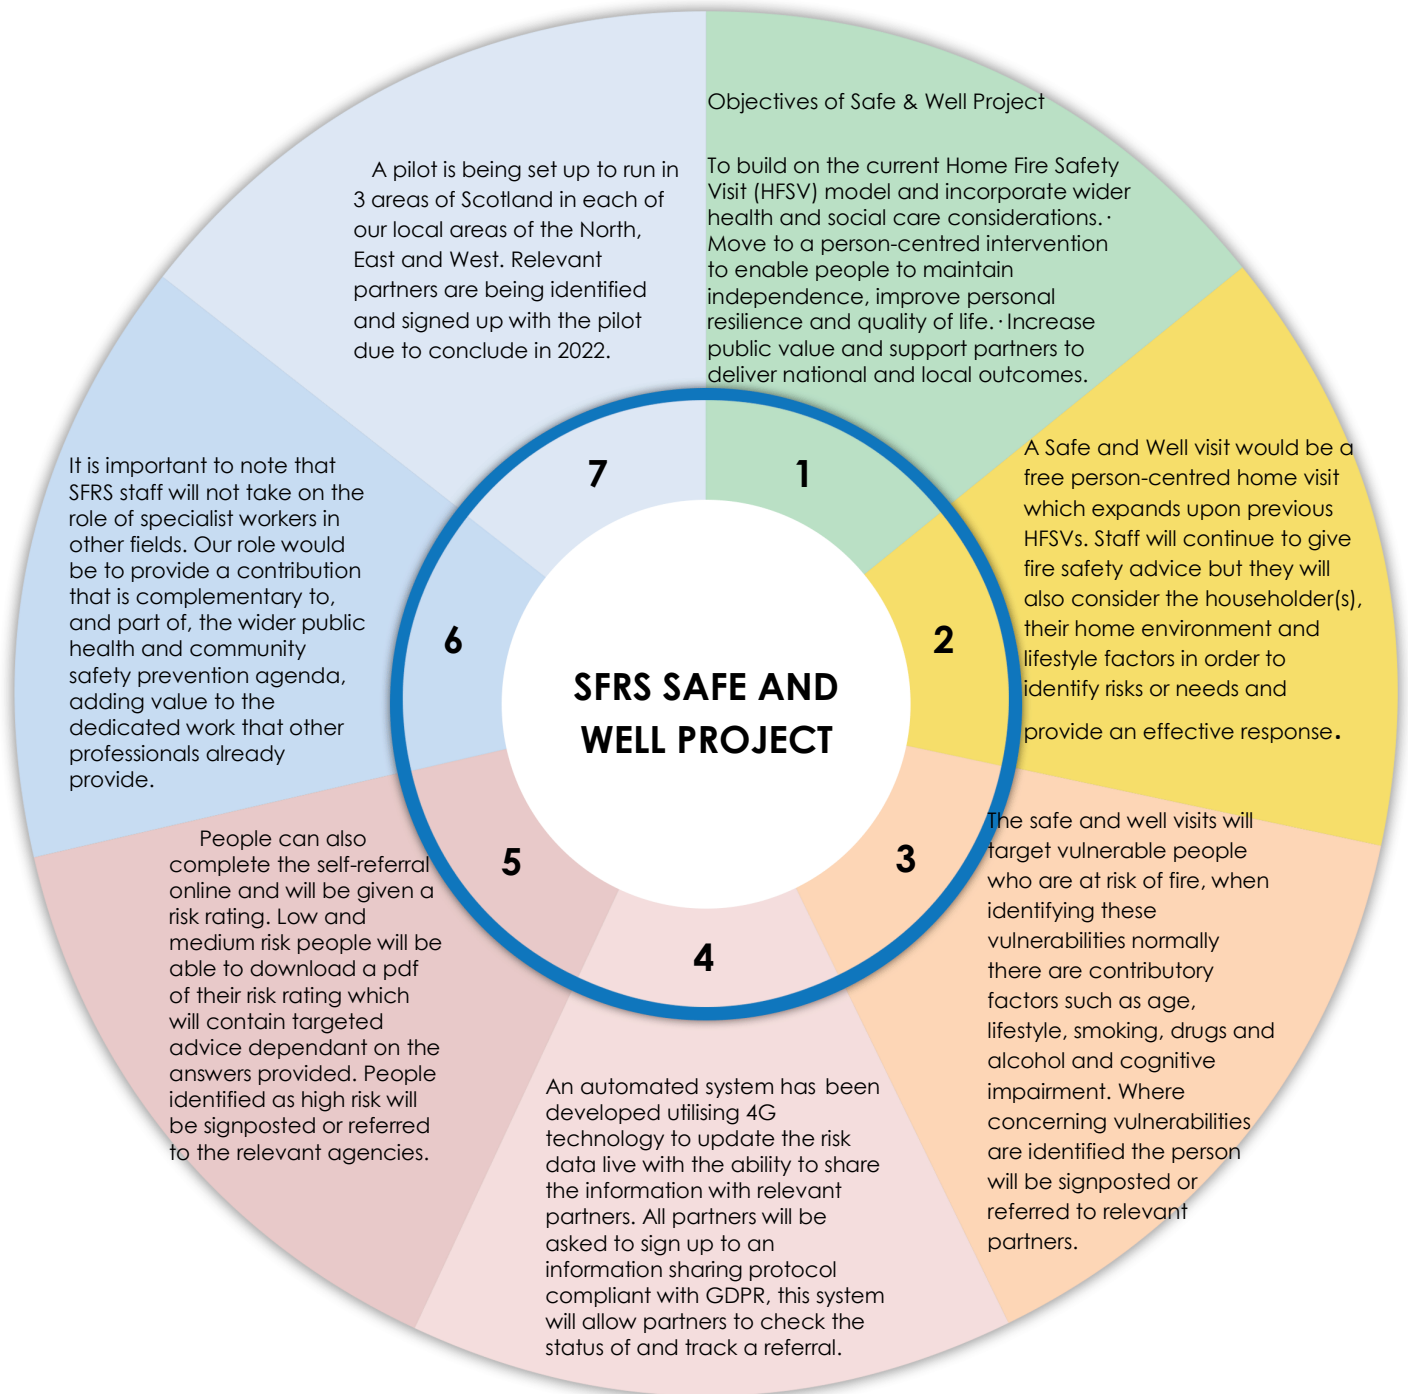 Objectives of Safe & Well Project
To build on the current Home Fire Safety
Visit (HFSV) model and incorporate wider
health and social care considerations. ·
Move to a person-centred intervention
to enable people to maintain
independence, improve personal
resilience and quality of life. · Increase
public value and support partners to
deliver national and local outcomes.
1
A Safe and Well visit would be a
free person-centred home visit
which expands upon previous
HFSVs. Staff will continue to give
fire safety advice but they will
also consider the householder(s),
their home environment and
lifestyle factors in order to
identify risks or needs and
provide an effective response.
2
The safe and well visits will
target vulnerable people
who are at risk of fire, when
identifying these
vulnerabilities normally
there are contributory
factors such as age,
lifestyle, smoking, drugs and
alcohol and cognitive
impairment. Where
concerning vulnerabilities
are identified the person
will be signposted or
referred to relevant
partners.
3
An automated system has been
developed utilising 4G
technology to update the risk
data live with the ability to share
the information with relevant
partners. All partners will be
asked to sign up to an
information sharing protocol
compliant with GDPR, this system
will allow partners to check the
status of and track a referral.
4
People can also
complete the self-referral
online and will be given a
risk rating. Low and
medium risk people will be
able to download a pdf
of their risk rating which
will contain targeted
advice dependant on the
answers provided. People
identified as high risk will
be signposted or referred
to the relevant agencies.
5
It is important to note that
SFRS staff will not take on the
role of specialist workers in
other fields. Our role would
be to provide a contribution
that is complementary to,
and part of, the wider public
health and community
safety prevention agenda,
adding value to the
dedicated work that other
professionals already
provide.
6
A pilot is being set up to run in
3 areas of Scotland in each of
our local areas of the North,
East and West. Relevant
partners are being identified
and signed up with the pilot
due to conclude in 2022.
7
SFRS SAFE AND
WELL PROJECT